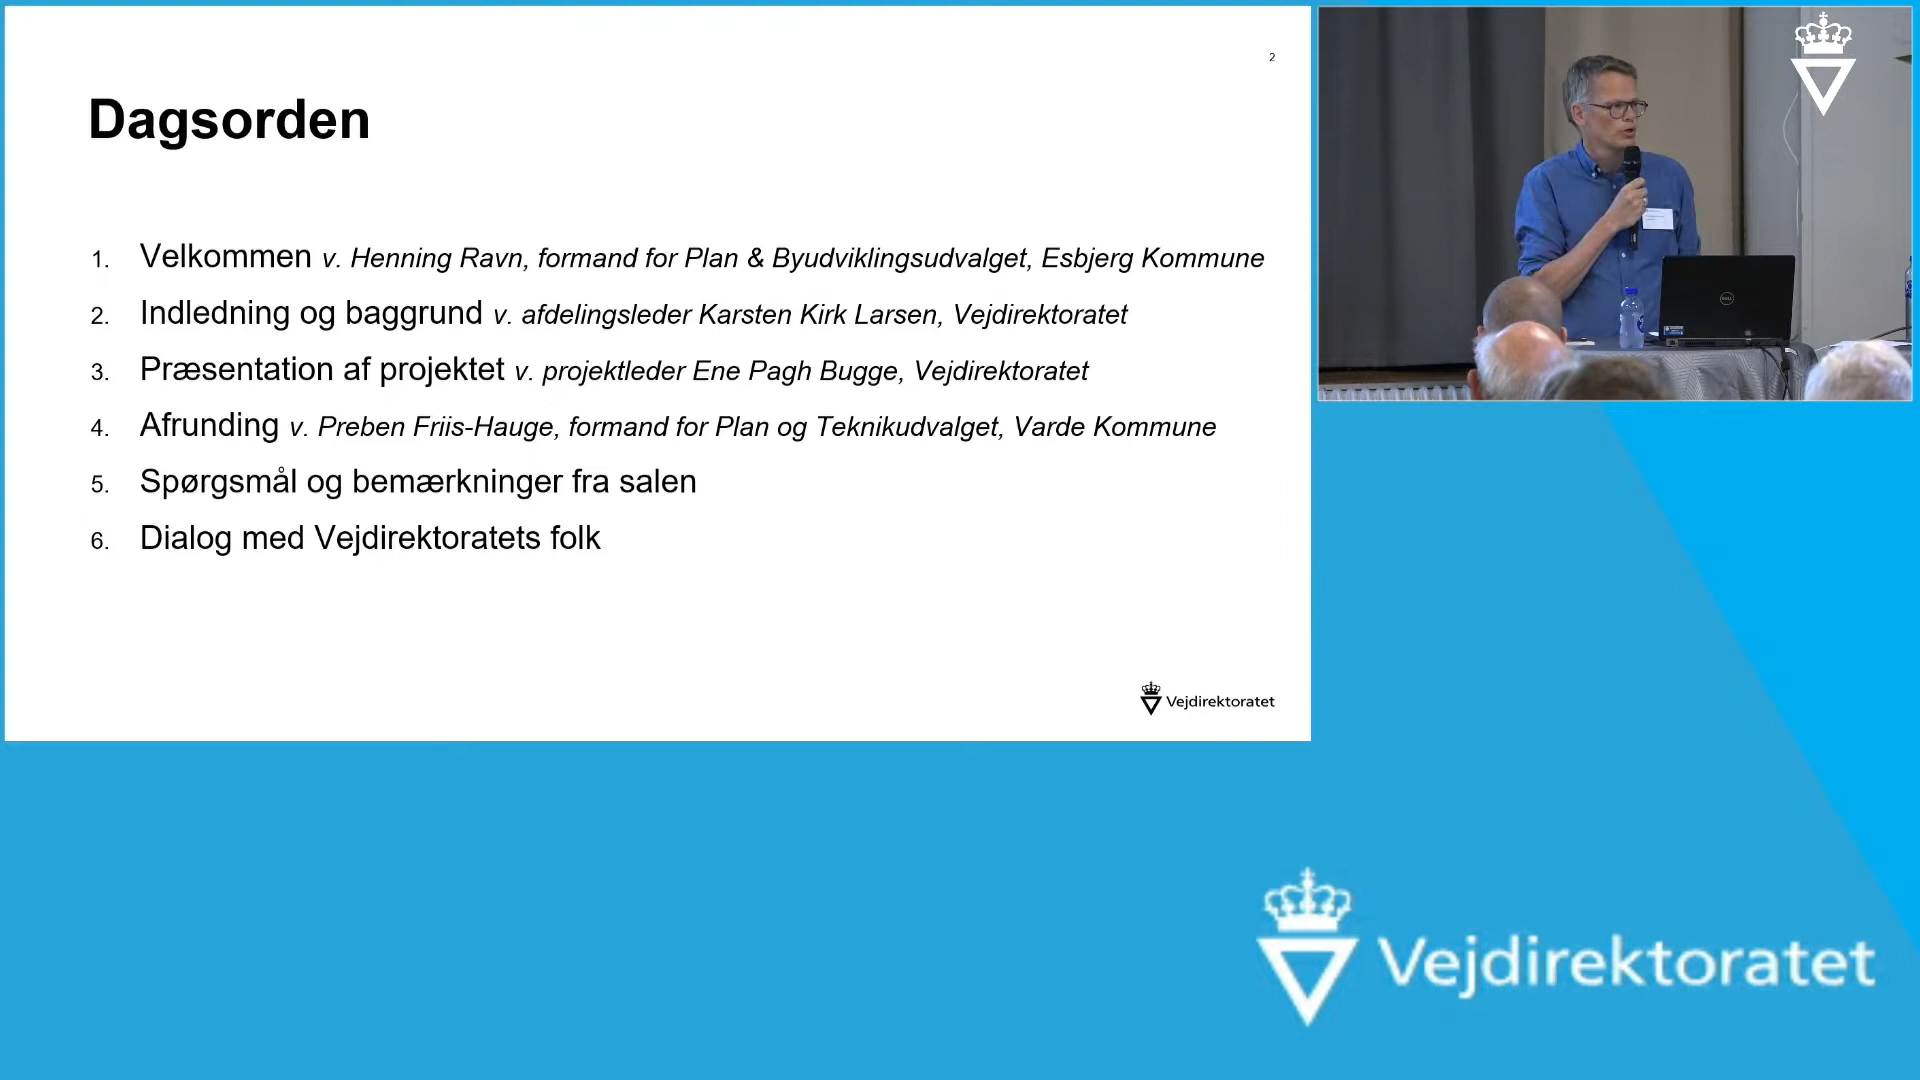 2
Dagsorden
1. Velkommen v. Henning Ravn, formand for Plan & Byudviklingsudvalget, Esbjerg Kommune
2. Indledning og baggrund v. afdelingsleder Karsten Kirk Larsen, Vejdirektoratet
3. Præsentation af projektet v. projektleder Ene Pagh Bugge, Vejdirektoratet
4. Afrunding v. Preben Friis-Hauge, formand for Plan og Teknikudvalget, Varde Kommune
5. Spørgsmål og bemærkninger fra salen
6. Dialog med Vejdirektoratets folk
Vejdirektoratet
DELL
Vejdirektoratet